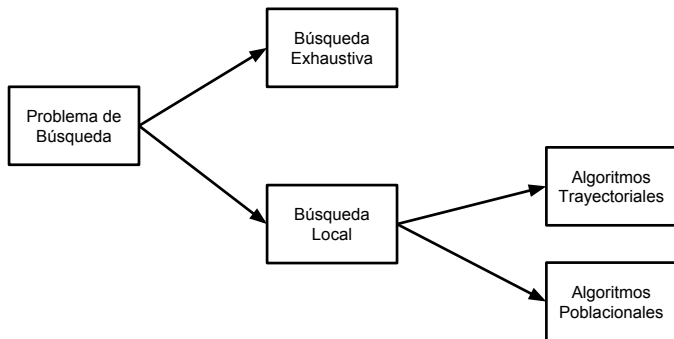 Búsqueda
Exhaustiva
Problema de
Búsqueda
Algoritmos
Trayectoriales
Búsqueda
Local
Algoritmos
Poblacionales